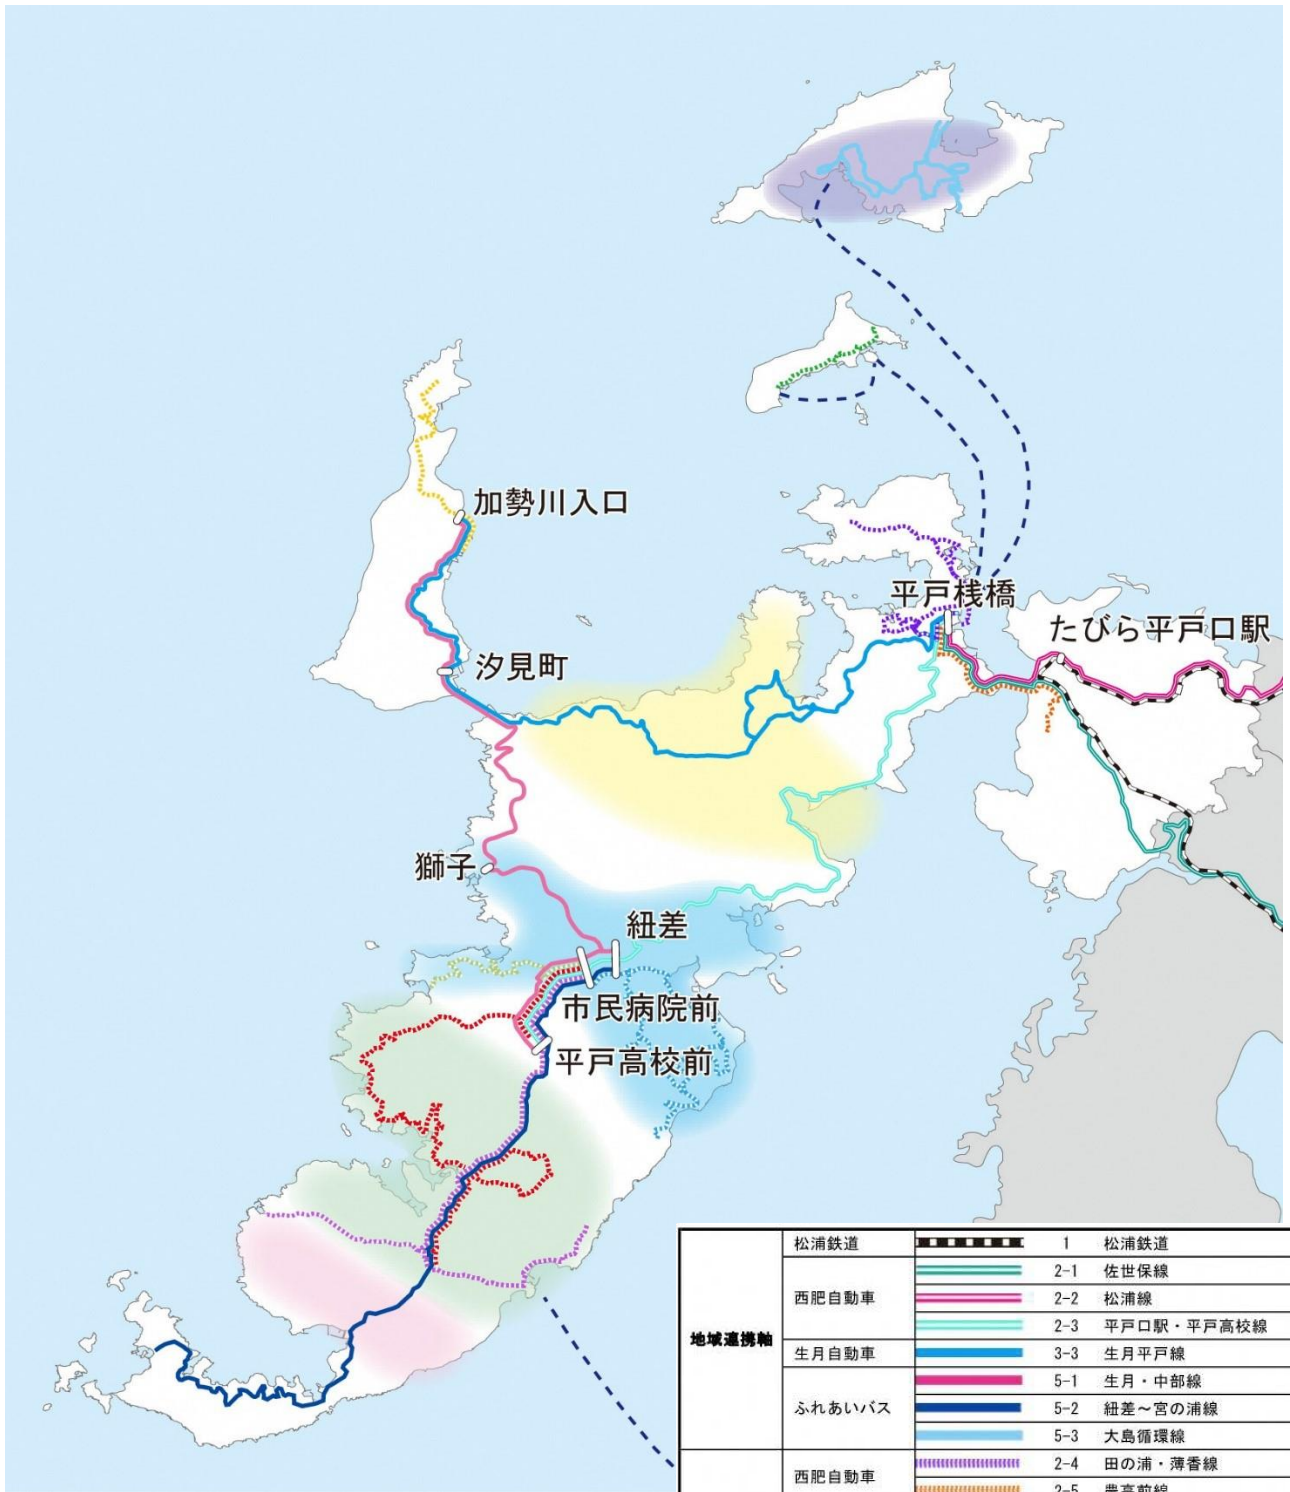 加勢川入口
平戸桟橋
たびら平戸口駅
汐見町
獅子
紐差
市民病院前
平戸高校前
地域連携軸
松浦鉄道 1 松浦鉄道
西肥自動車
2-1 佐世保線
2-2 松浦線
2-3 平戸口駅・平戸高校線
生月自動車 3-3 生月平戸線
ふれあいバス
5-1 生月・中部線
5-2 紐差～宮の浦線
5-3 大島循環線
西肥自動車
2-4 田の浦・薄香線
2-5 農高前線